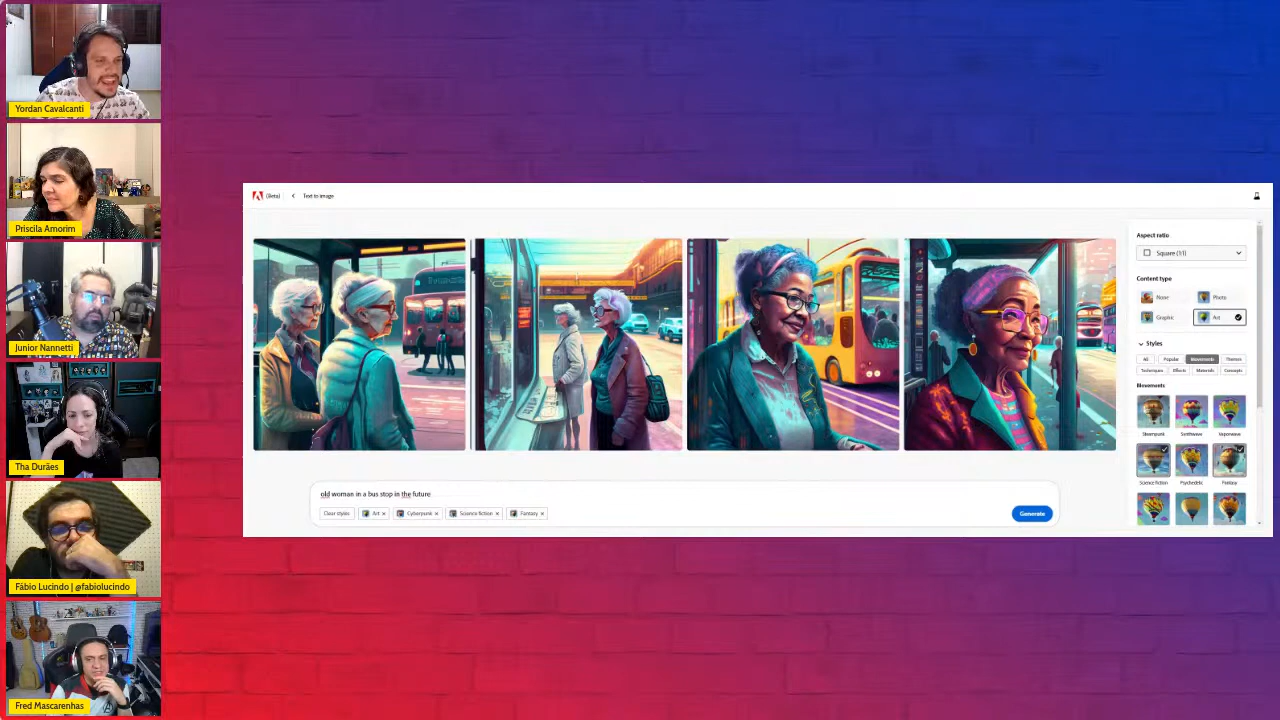 Yordan Cavalcanti
Priscila Amorim
Junior Nannetti
Tha Durães
Fábio Lucindo | @fabiolucindo
Fred Mascarenhas
(Beta)
Text to image
old woman in a bus stop in the future
Clear styles
Art ×
Cyberpunk ×
Science fiction ×
Fantasy ×
Generate
Aspect ratio
Square (1:1)
Content type
None
Photo
Graphic
Art
Styles
All
Popular
Movements
Themes
Techniques
Effects
Materials
Concepts
Movements
Steampunk
Synthwave
Vaporwave
Science fiction
Psychedelic
Fantasy